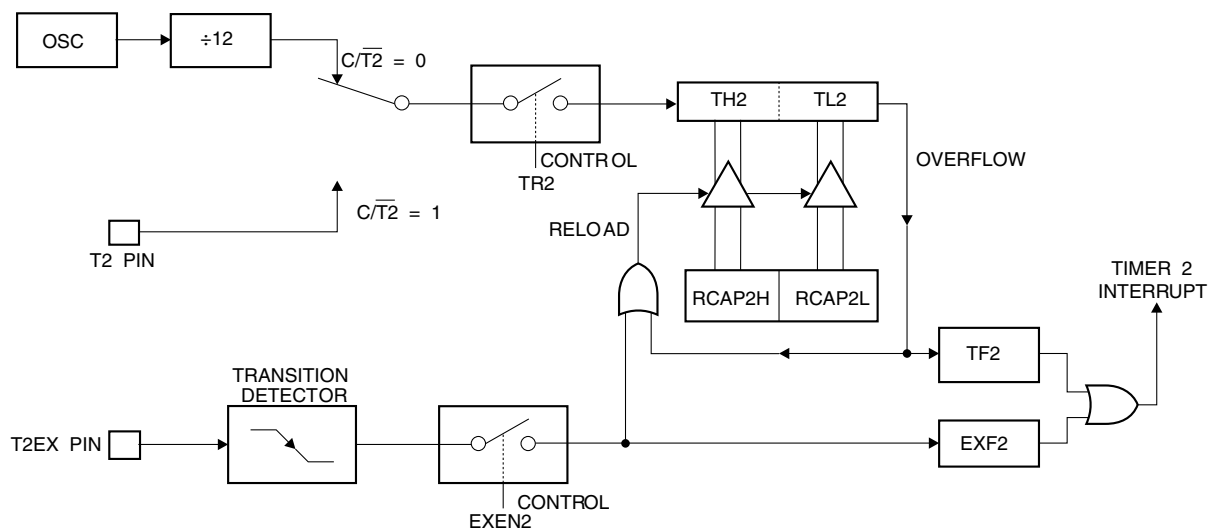 OSC
÷12
C/T2̅ = 0
TH2
TL2
CONTROL
TR2
OVERFLOW
C/T2̅ = 1
T2 PIN
RELOAD
RCAP2H
RCAP2L
TIMER 2
INTERRUPT
TF2
TRANSITION
DETECTOR
T2EX PIN
EXF2
CONTROL
EXEN2